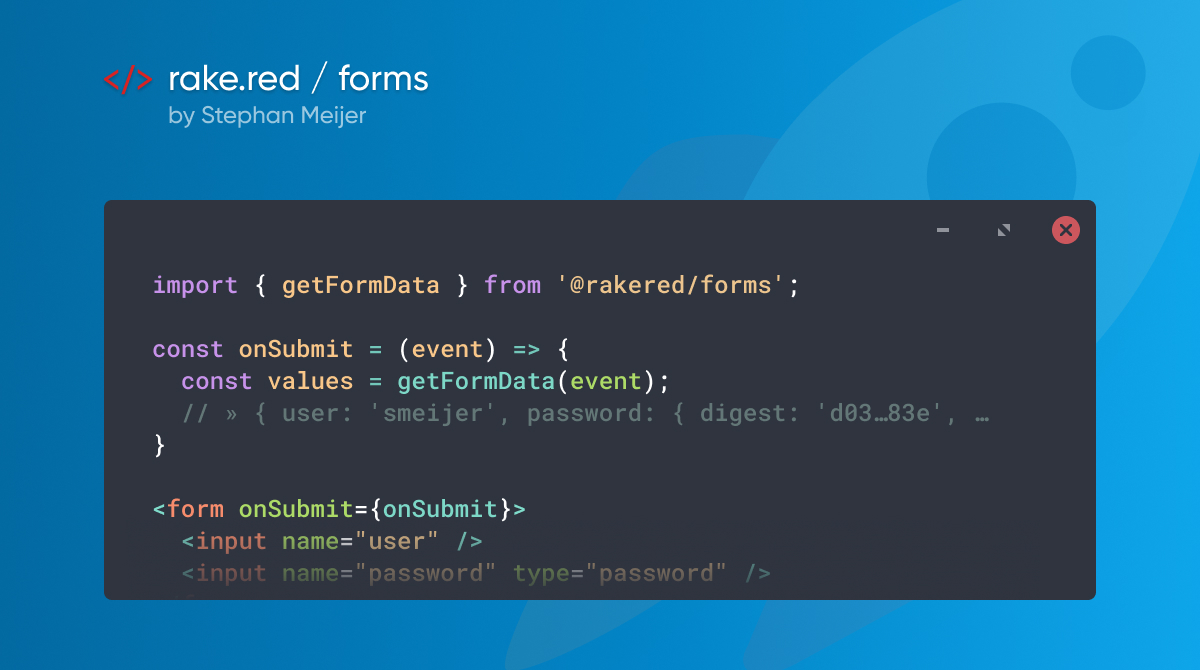 </> rake.red / forms
by Stephan Meijer
import { getFormData } from '@rakered/forms';
const onSubmit = (event) => {
  const values = getFormData(event);
  // » { user: 'smeijer', password: { digest: 'd03…83e', …
}
<form onSubmit={onSubmit}>
  <input name="user" />
  <input name="password" type="password" />